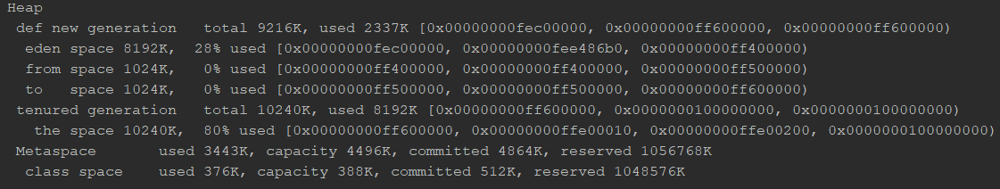 Heap
 def new generation   total 9216K, used 2337K [0x00000000fec00000, 0x00000000ff600000, 0x00000000ff600000)
  eden space 8192K,  28% used [0x00000000fec00000, 0x00000000fee486b0, 0x00000000ff400000)
  from space 1024K,   0% used [0x00000000ff400000, 0x00000000ff400000, 0x00000000ff500000)
  to   space 1024K,   0% used [0x00000000ff500000, 0x00000000ff500000, 0x00000000ff600000)
 tenured generation   total 10240K, used 8192K [0x00000000ff600000, 0x0000000100000000, 0x0000000100000000)
   the space 10240K,  80% used [0x00000000ff600000, 0x00000000ffe00010, 0x00000000ffe00200, 0x0000000100000000)
 Metaspace       used 3443K, capacity 4496K, committed 4864K, reserved 1056768K
  class space    used 376K, capacity 388K, committed 512K, reserved 1048576K